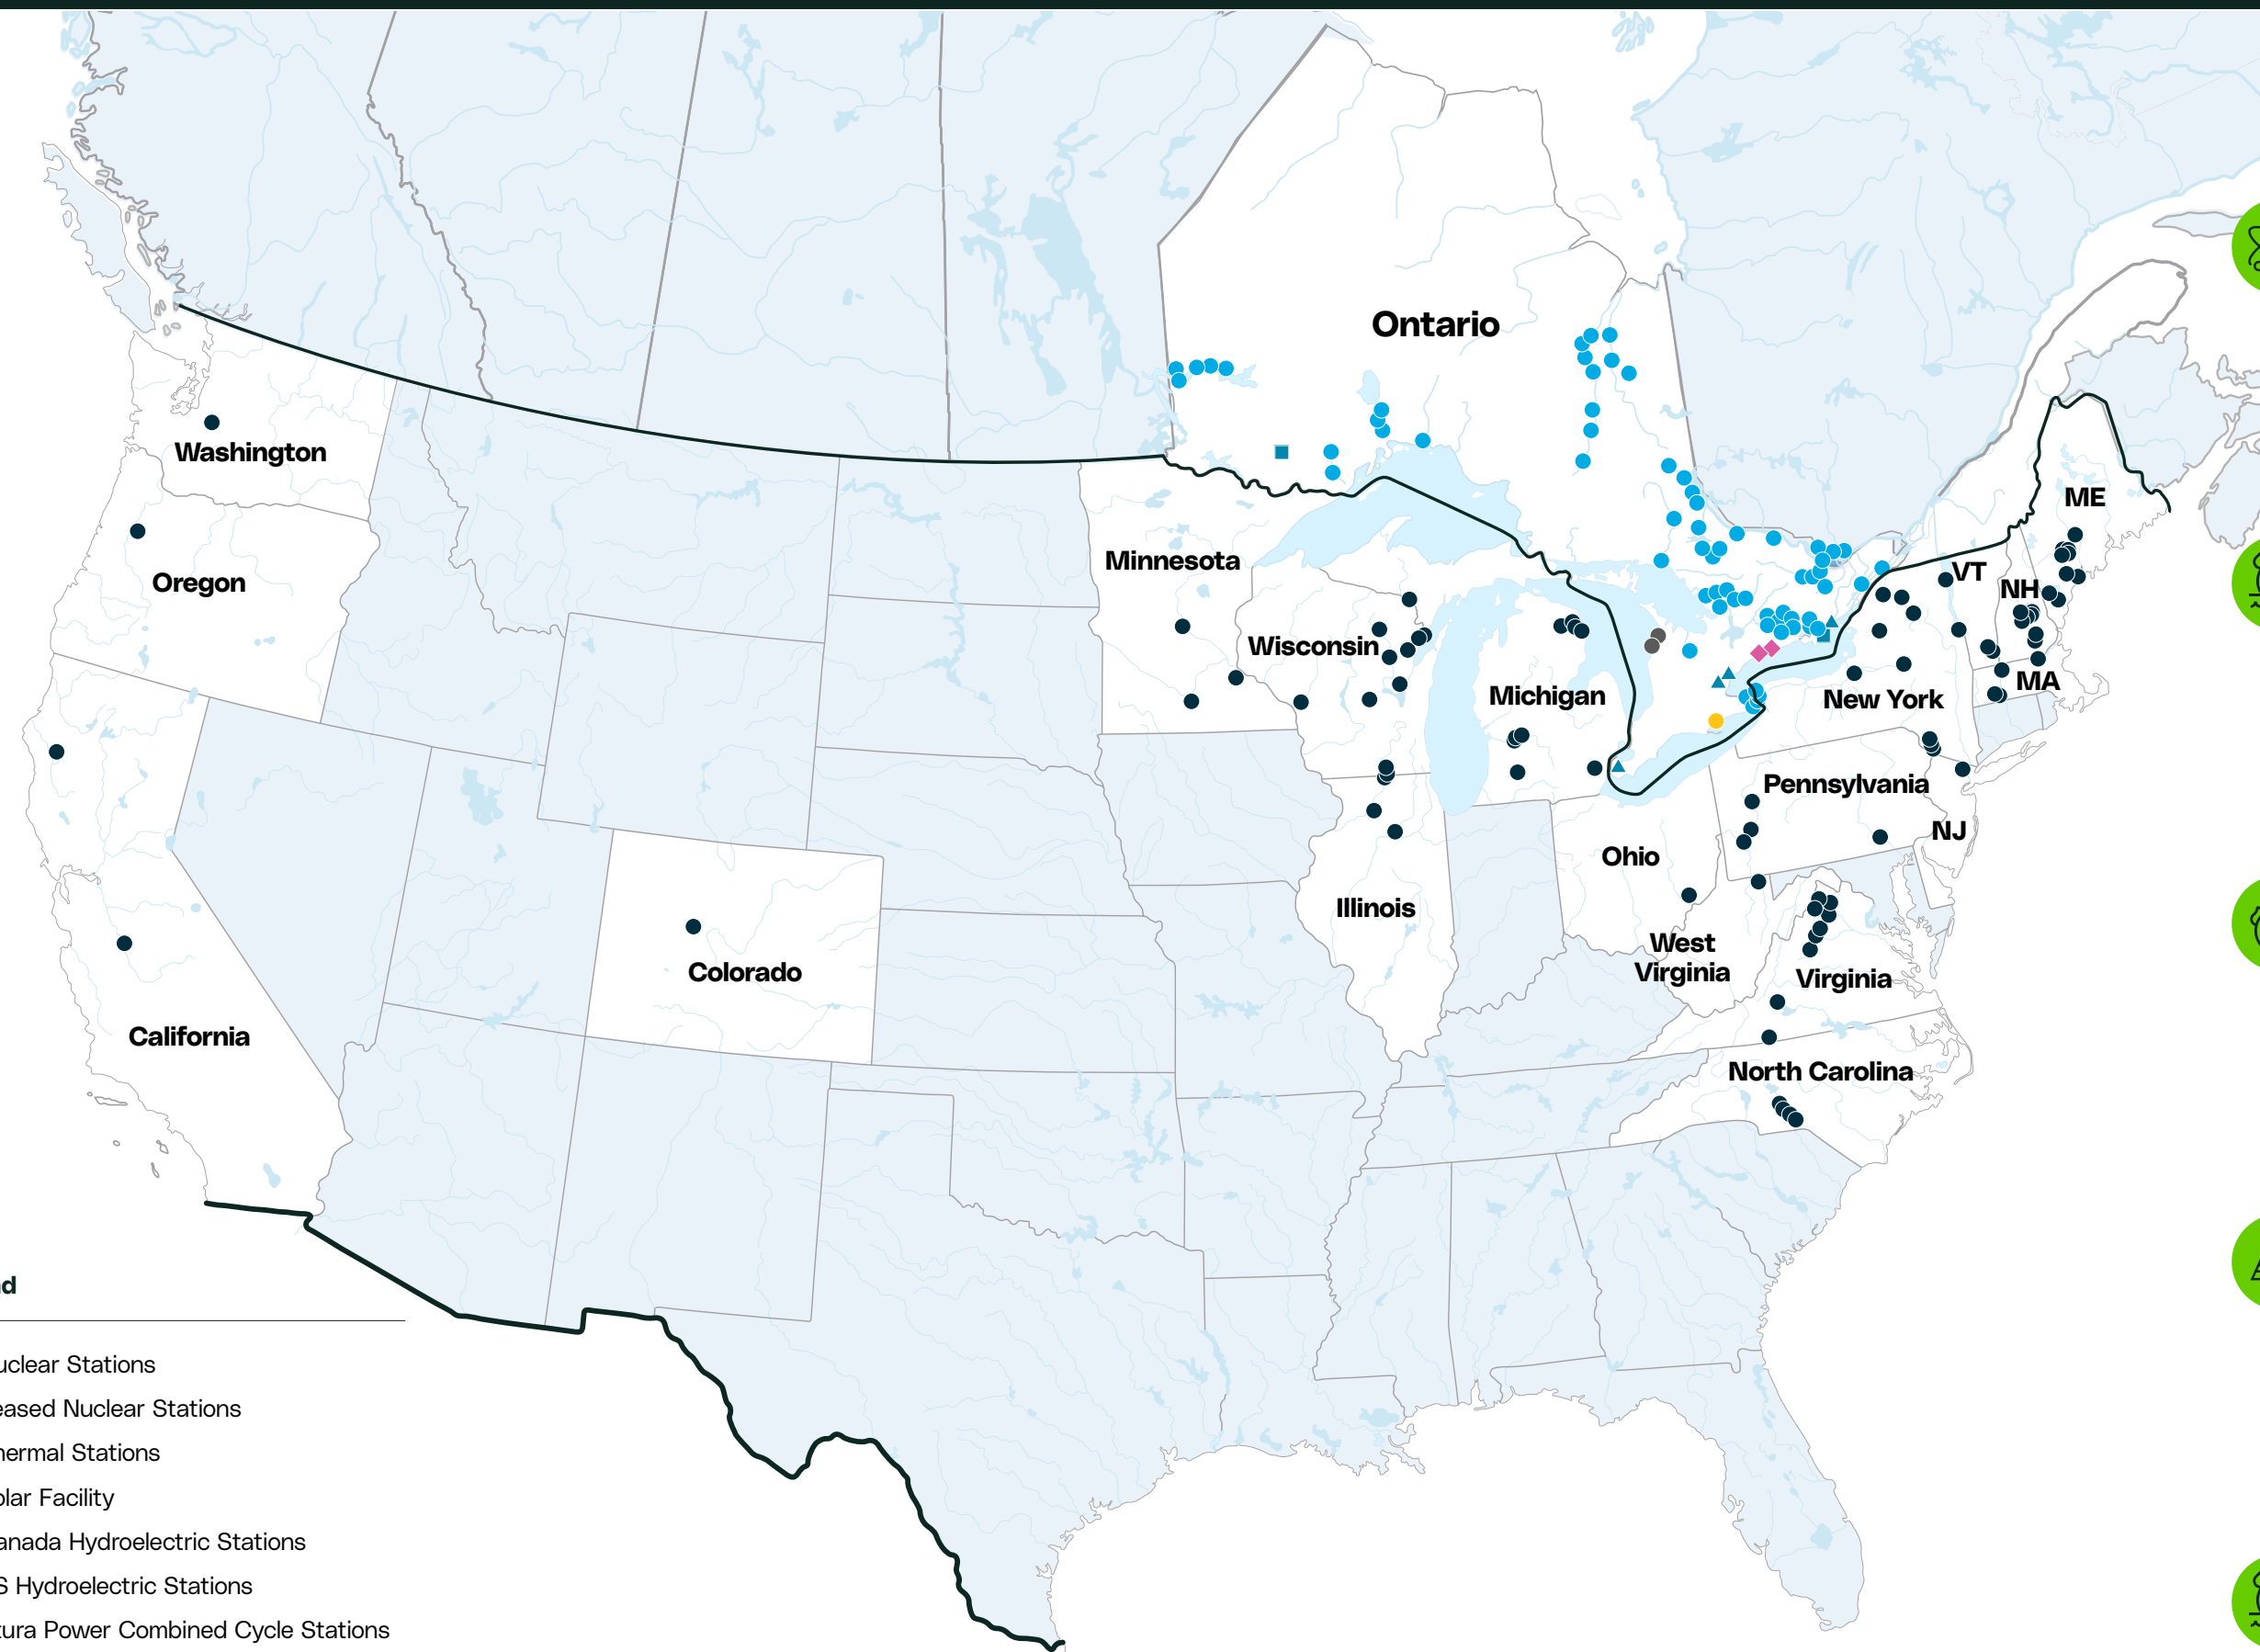 Ontario
Washington
Oregon
California
Colorado
Minnesota
Wisconsin
Michigan
Illinois
Ohio
West
Virginia
Virginia
North Carolina
Pennsylvania
New York
NJ
MA
NH
VT
ME
d
uclear Stations
eased Nuclear Stations
hermal Stations
olar Facility
anada Hydroelectric Stations
S Hydroelectric Stations
tura Power Combined Cycle Stations